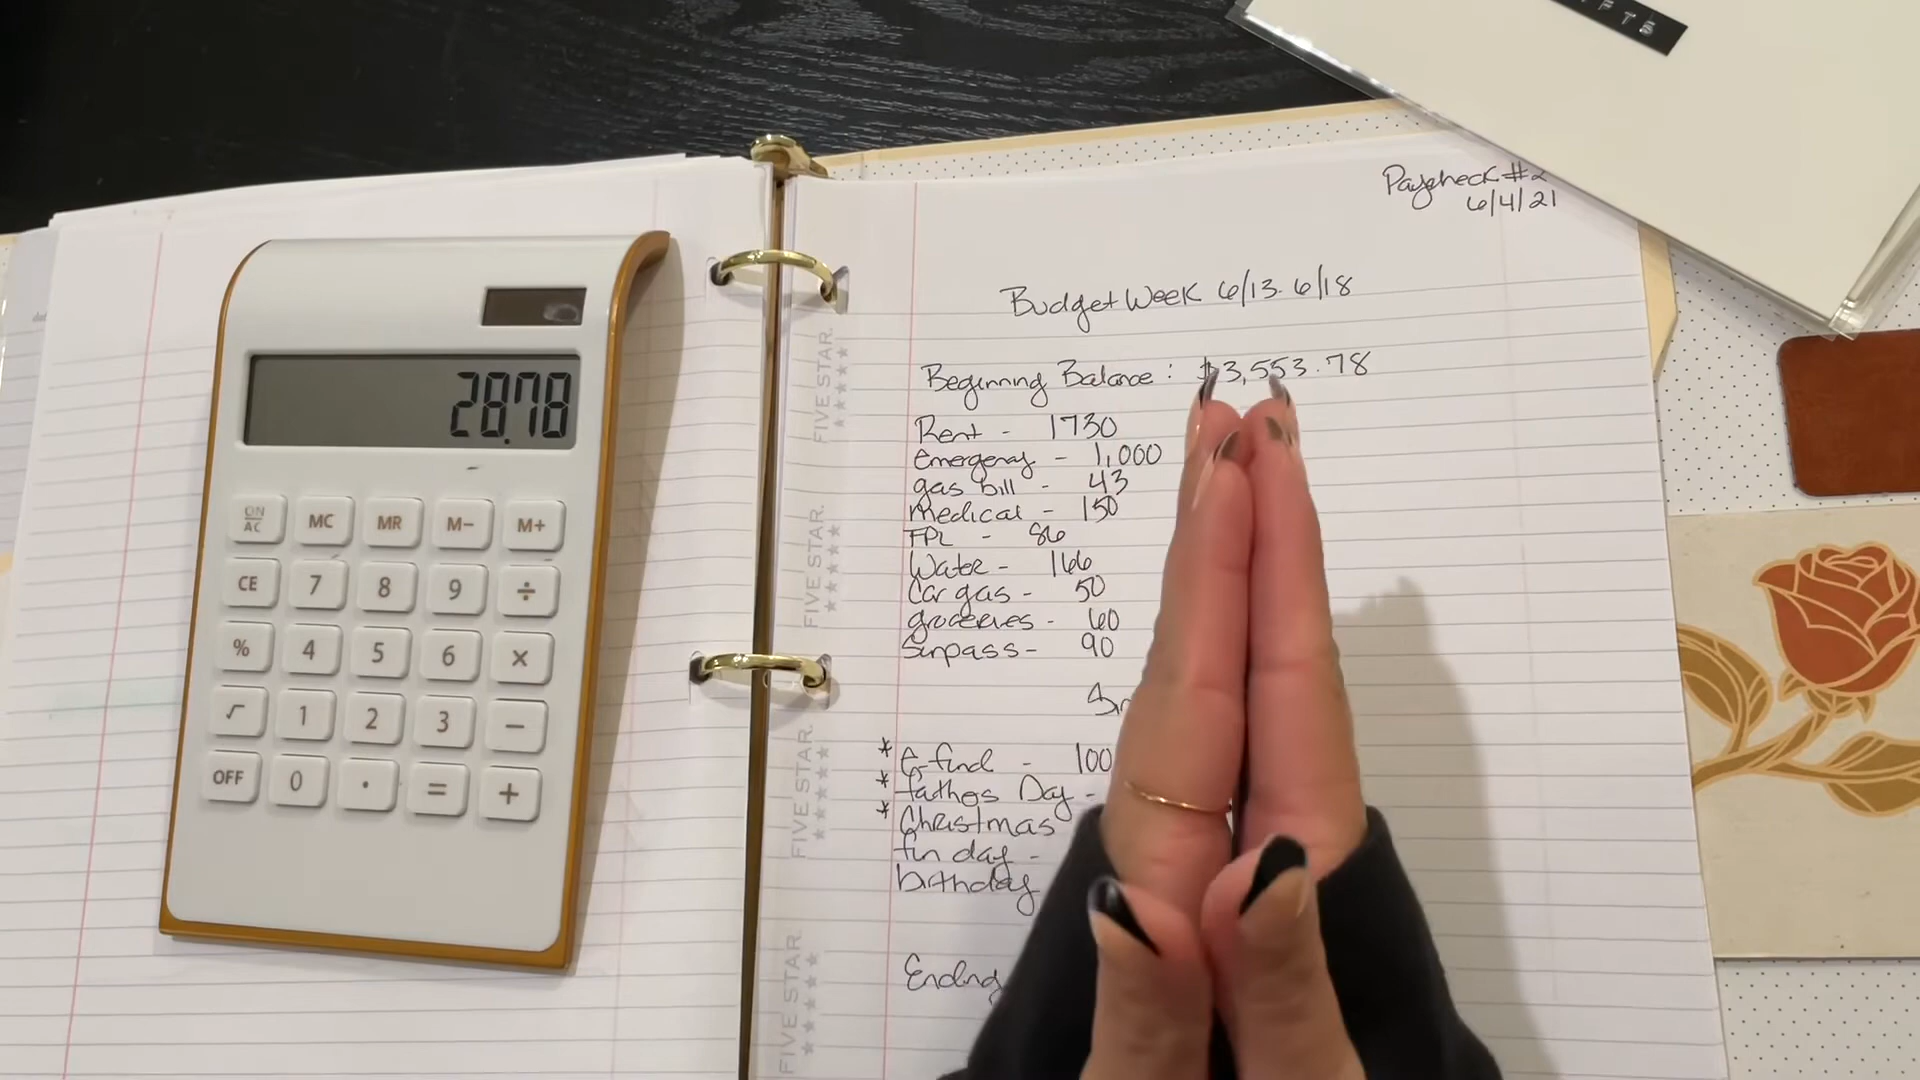 FTS
Paycheck #2
6/4/21
Budget Week 6/13-6/18
Beginning Balance: $3,553.78
Rent - 1730
Emergency - 1,000
gas bill - 43
Medical - 150
FPL - 86
Water - 166
Car gas - 50
groceries - 60
Sunpass - 90
* E-fund - 100
* Fathers Day -
* Christmas
fun day -
birthday
Ending
28.78
ON/AC MC MR M- M+
CE 7 8 9 ÷
% 4 5 6 ×
√ 1 2 3 −
OFF 0 . = +
FIVE STAR.
FIVE STAR.
FIVE STAR.
FIVE STAR.